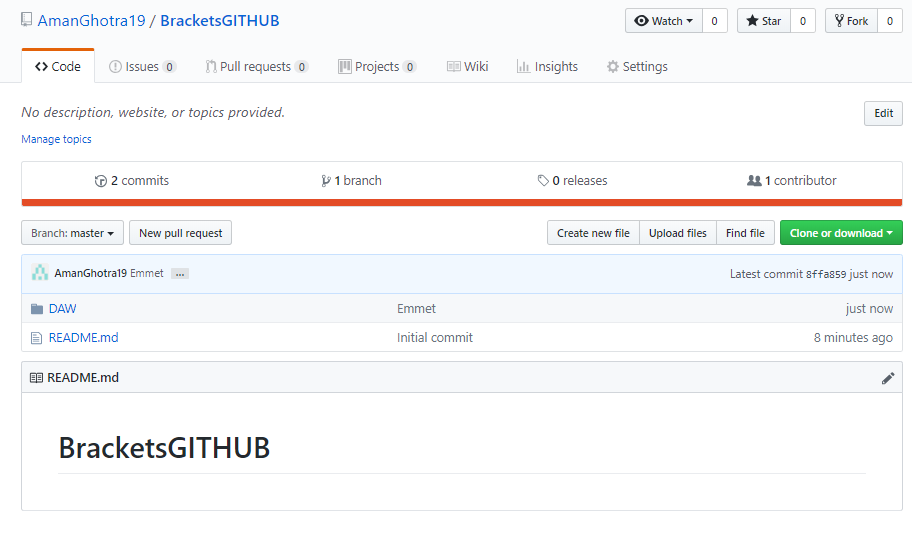 AmanGhotra19 / BracketsGITHUB Watch 0 Star 0 Fork 0
Code Issues 0 Pull requests 0 Projects 0 Wiki Insights Settings
No description, website, or topics provided. Edit
Manage topics
2 commits 1 branch 0 releases 1 contributor
Branch: master New pull request Create new file Upload files Find file Clone or download
AmanGhotra19 Emmet ... Latest commit 8ffa859 just now
DAW Emmet just now
README.md Initial commit 8 minutes ago
README.md
BracketsGITHUB